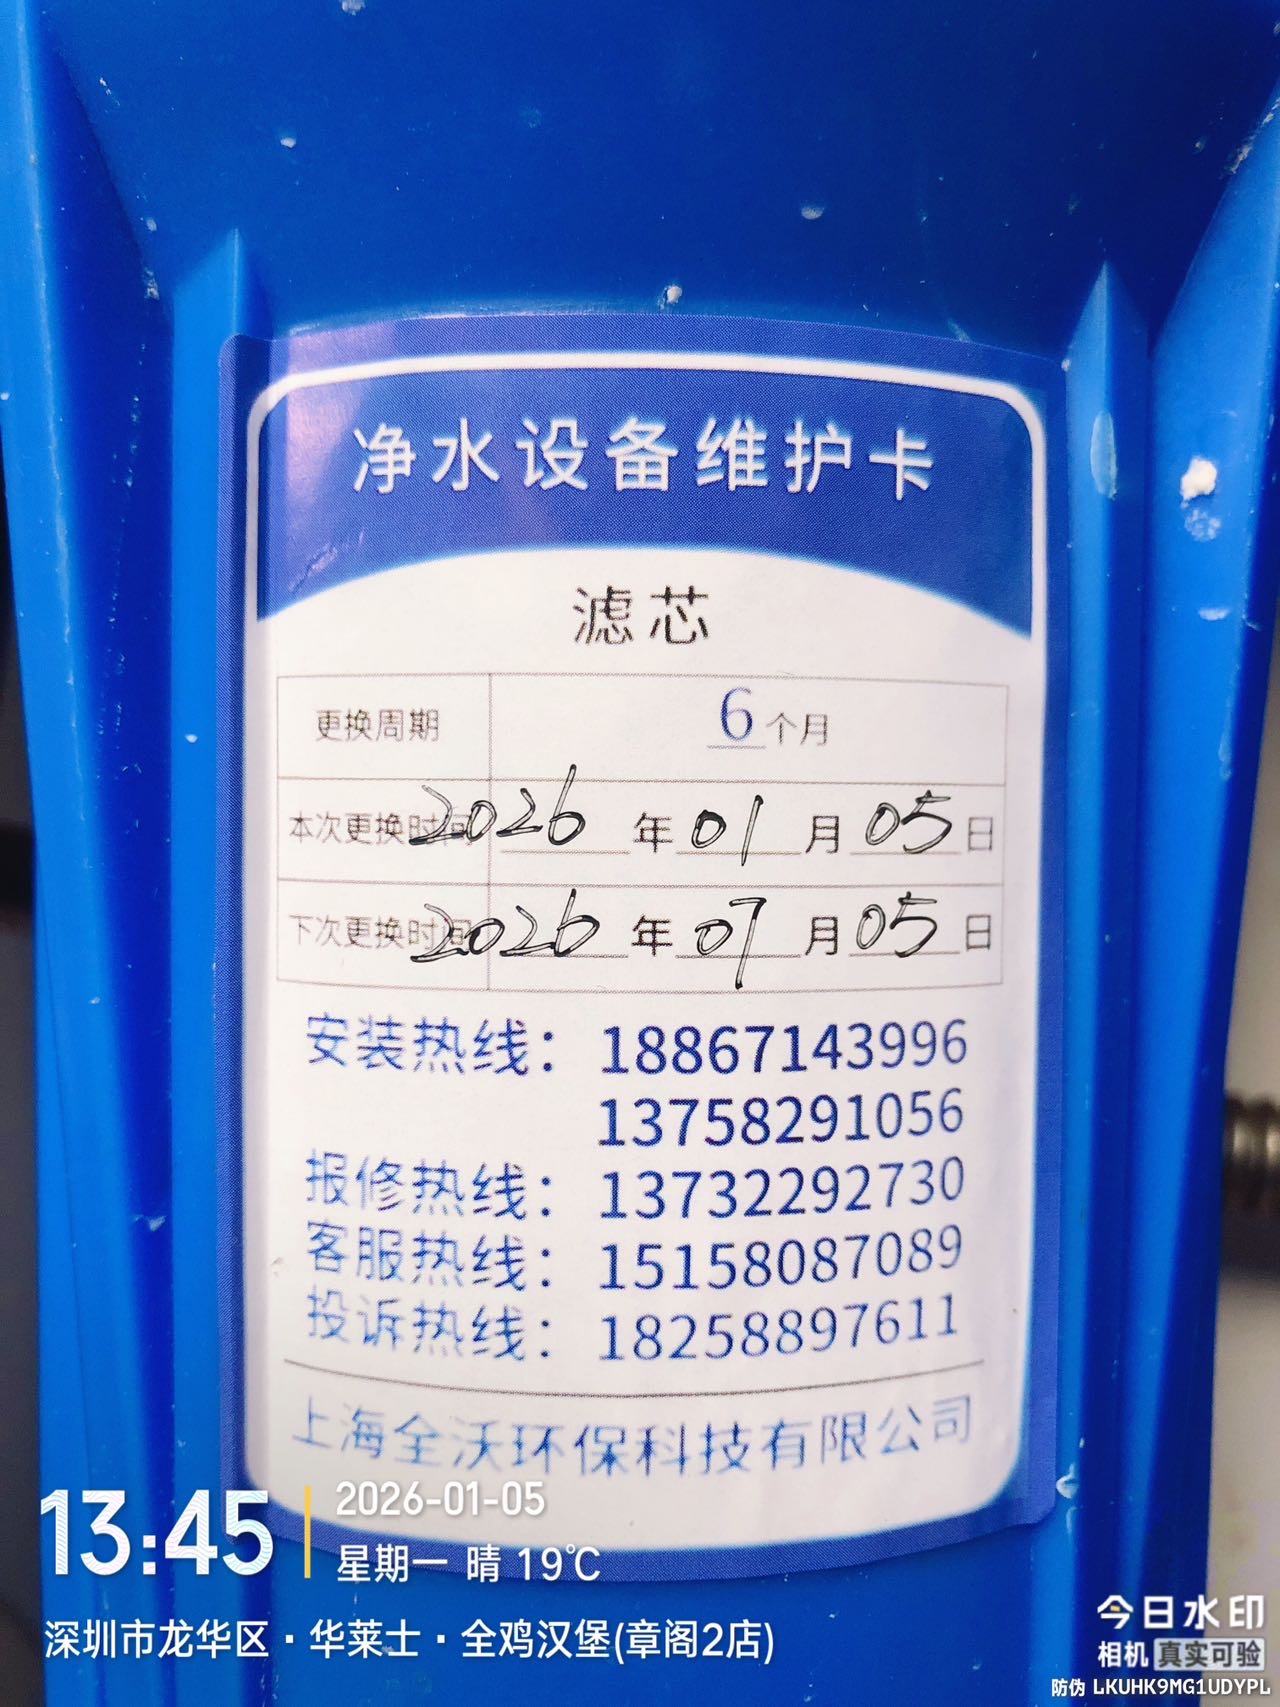 净水设备维护卡
滤芯
更换周期 6个月
本次更换时间 2026 年 01 月 05 日
下次更换时间 2026 年 07 月 05 日
安装热线：18867143996
13758291056
报修热线：13732292730
客服热线：15158087089
投诉热线：18258897611
上海全沃环保科技有限公司
13:45
2026-01-05
星期一 晴 19℃
深圳市龙华区·华莱士·全鸡汉堡(章阁2店)
今日水印
相机 真实可验
防伪 LKUHK9MG1UDYPL